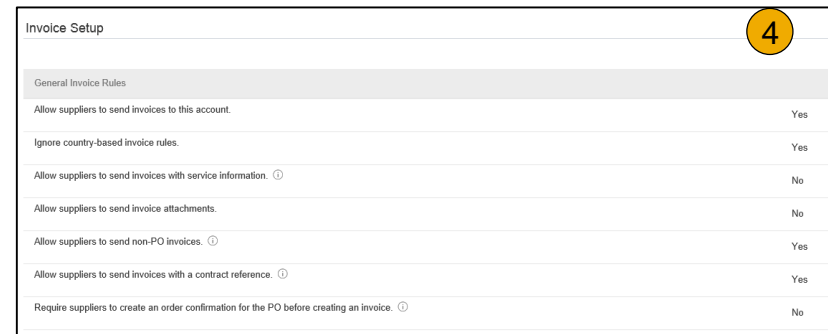 Invoice Setup
4
General Invoice Rules
Allow suppliers to send invoices to this account. Yes
Ignore country-based invoice rules. Yes
Allow suppliers to send invoices with service information. No
Allow suppliers to send invoice attachments. No
Allow suppliers to send non-PO invoices. Yes
Allow suppliers to send invoices with a contract reference. Yes
Require suppliers to create an order confirmation for the PO before creating an invoice. No